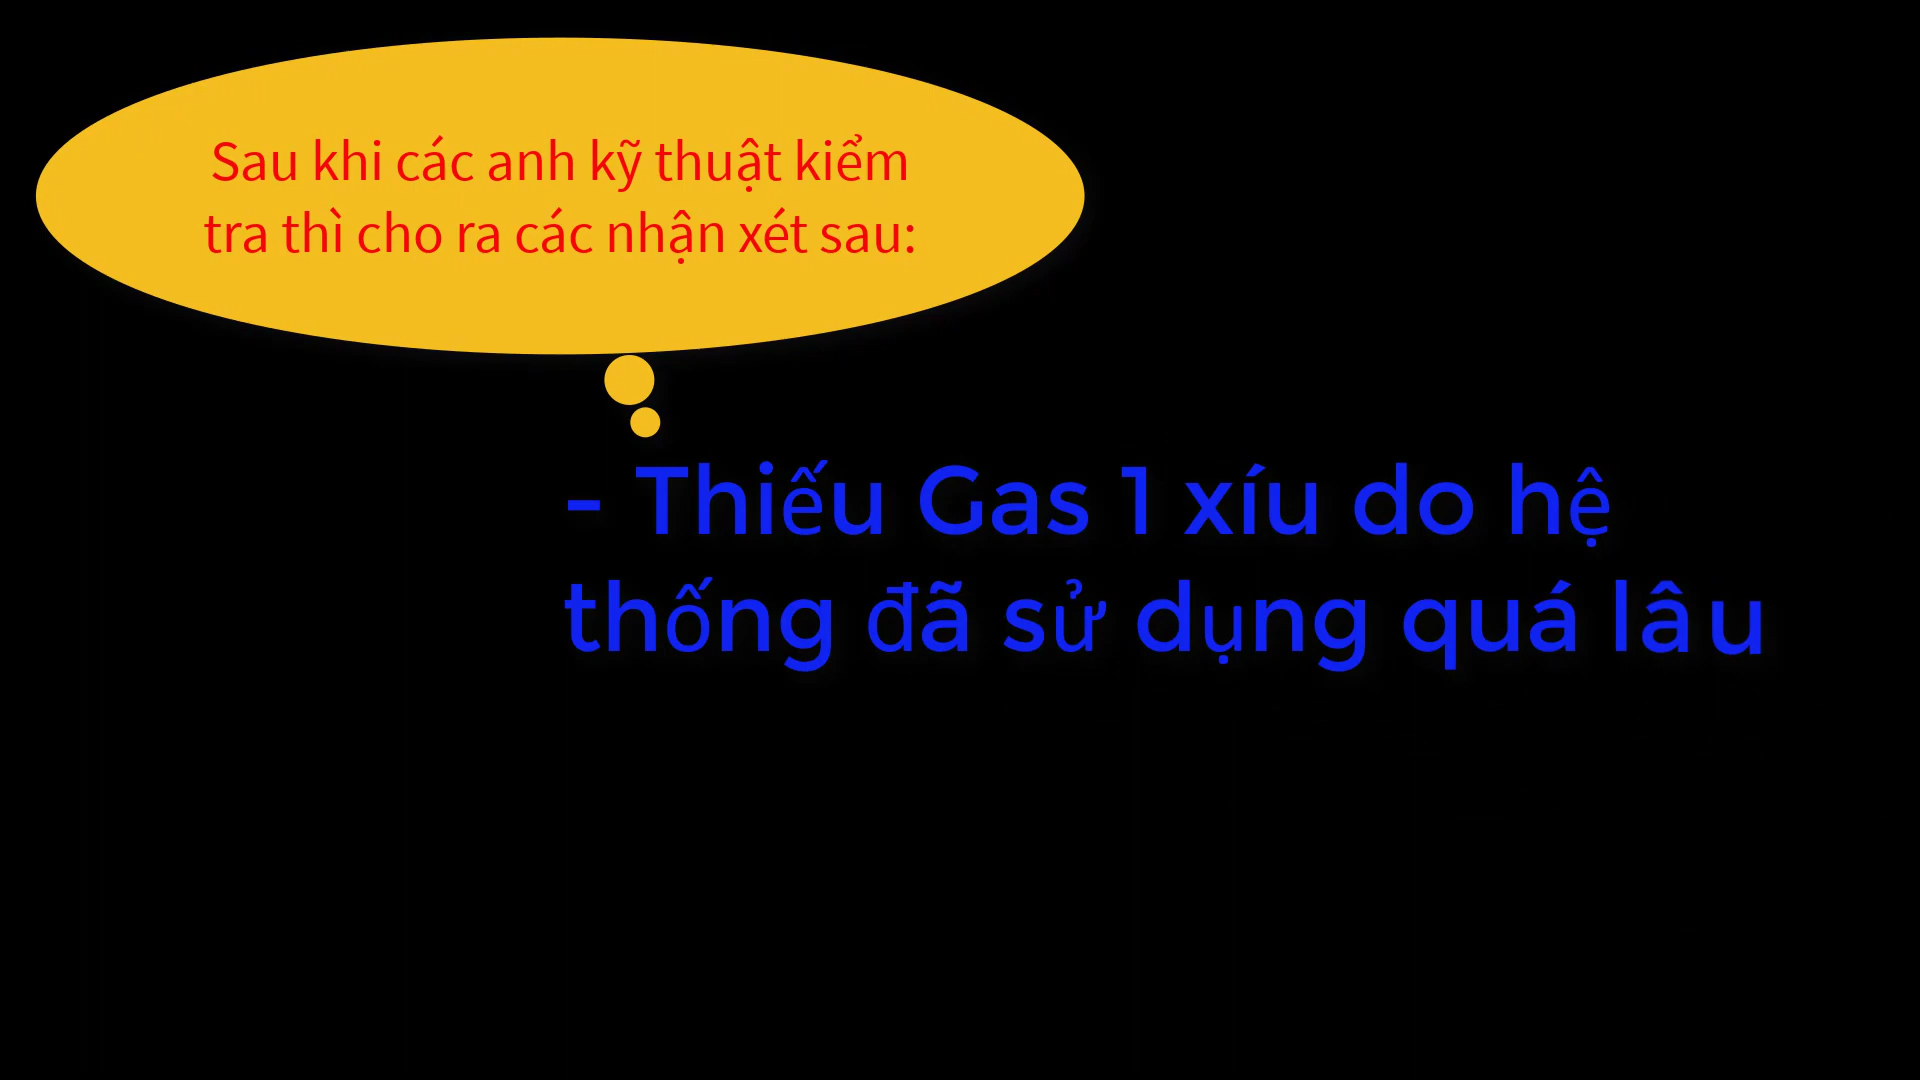 Sau khi các anh kỹ thuật kiểm
tra thì cho ra các nhận xét sau:
- Thiếu Gas 1 xíu do hệ
thống đã sử dụng quá lâu